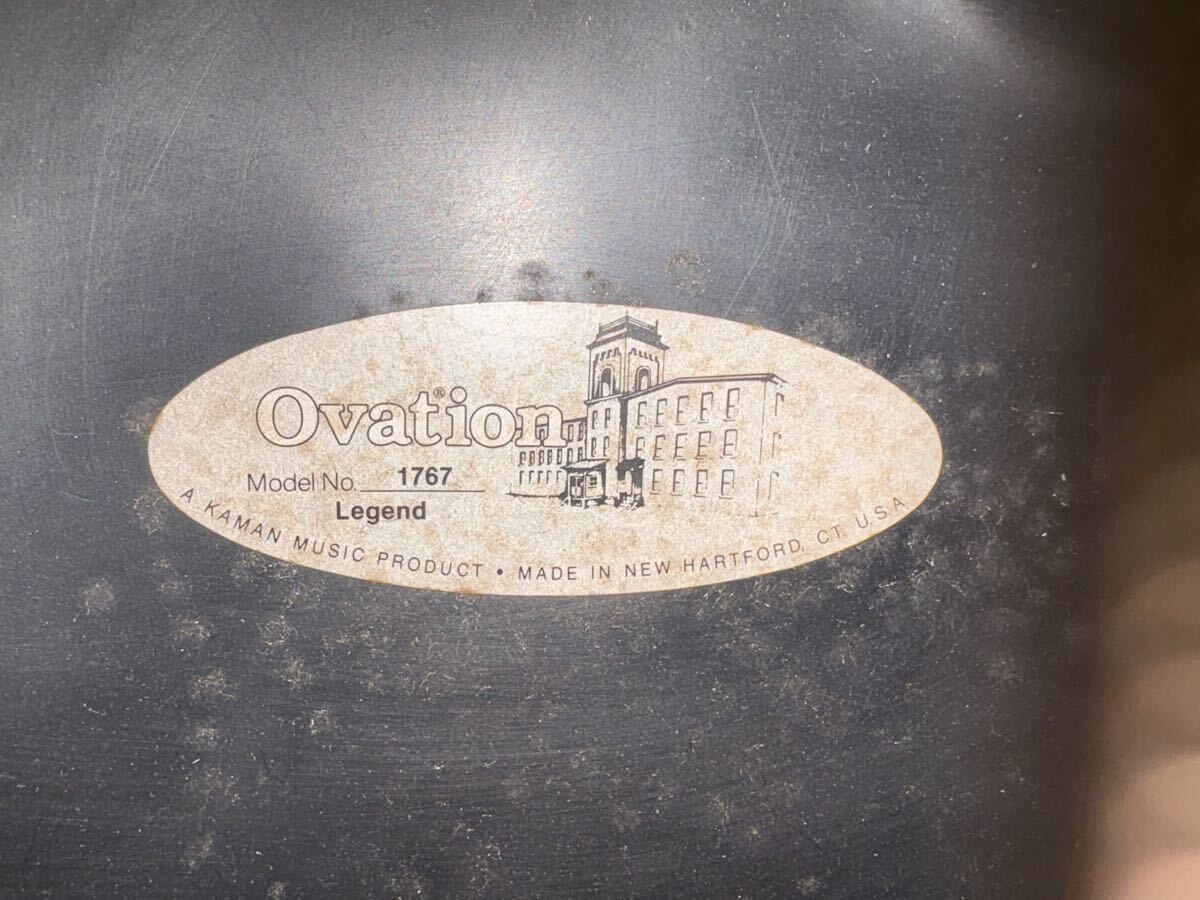 Ovation®
Model No. 1767
Legend
A KAMAN MUSIC PRODUCT • MADE IN NEW HARTFORD, CT U.S.A